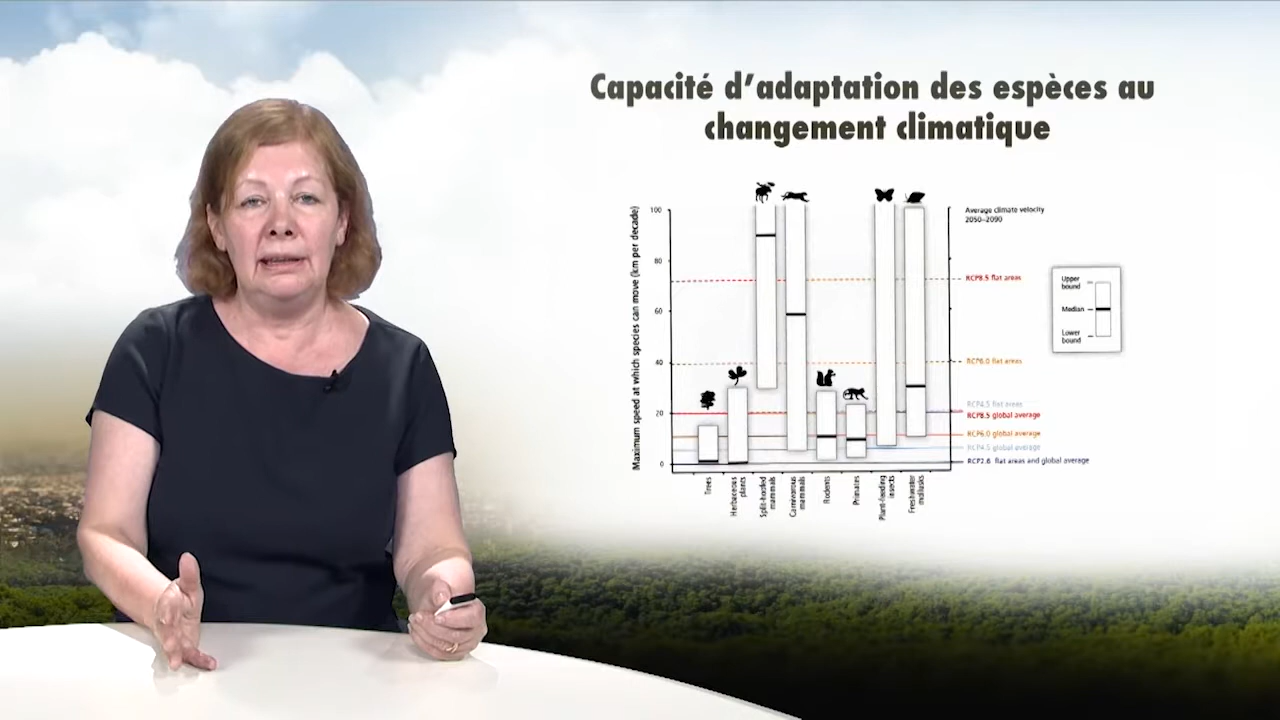 Capacité d’adaptation des espèces au
changement climatique
Maximum speed at which species can move (km per decade)
100
80
60
40
20
0
Average climate velocity
2050–2090
RCP8.5 flat areas
RCP6.0 flat areas
RCP4.5 flat areas
RCP8.5 global average
RCP6.0 global average
RCP4.5 global average
RCP2.6 flat areas and global average
Upper
bound
Median
Lower
bound
Trees
Herbaceous
plants
Split-hoofed
mammals
Carnivorous
mammals
Rodents
Primates
Plant-feeding
insects
Freshwater
mollusks